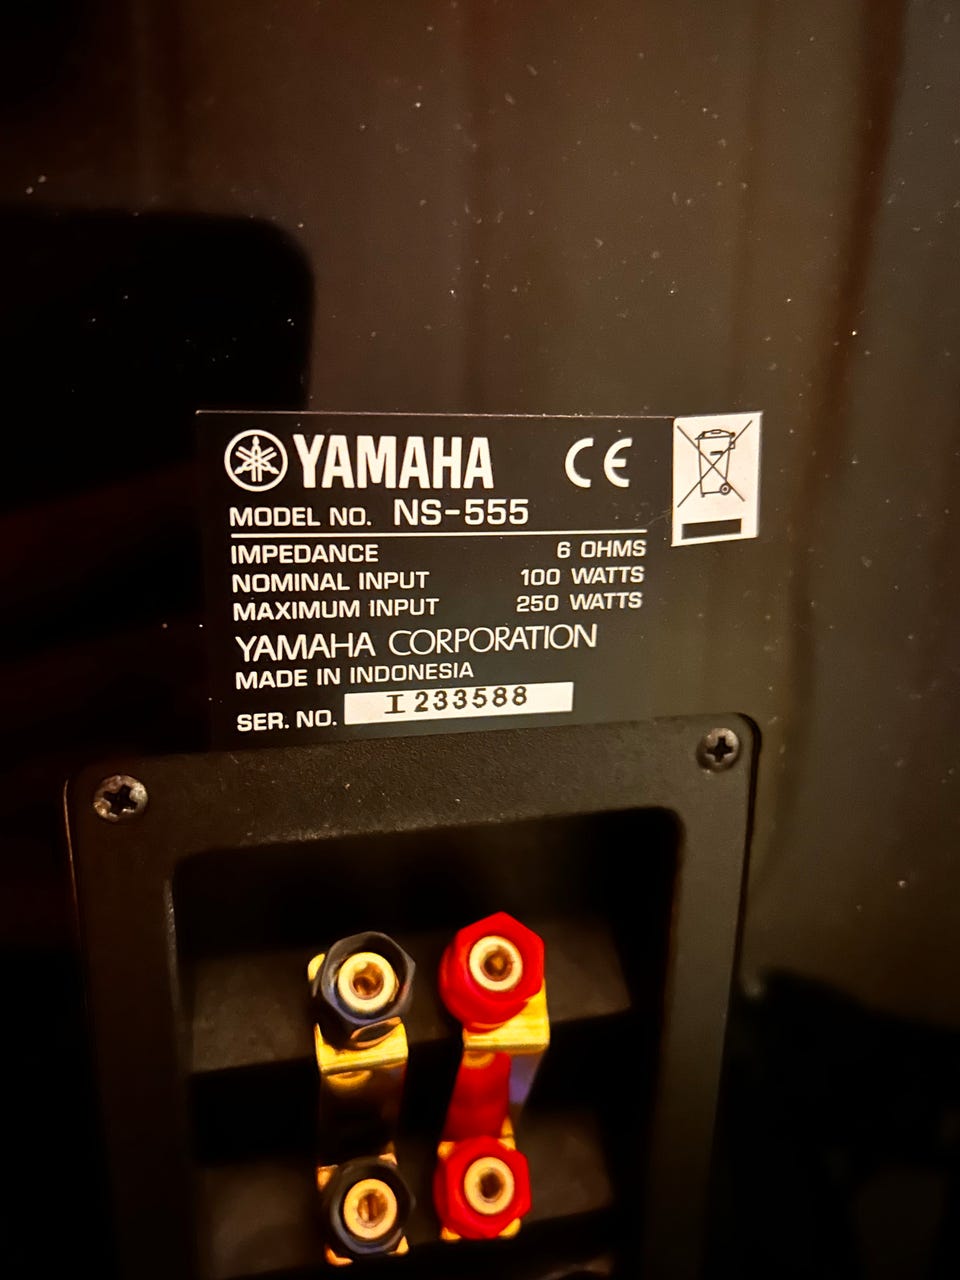 YAMAHA CE
MODEL NO. NS-555
IMPEDANCE 6 OHMS
NOMINAL INPUT 100 WATTS
MAXIMUM INPUT 250 WATTS
YAMAHA CORPORATION
MADE IN INDONESIA
SER. NO. I233588